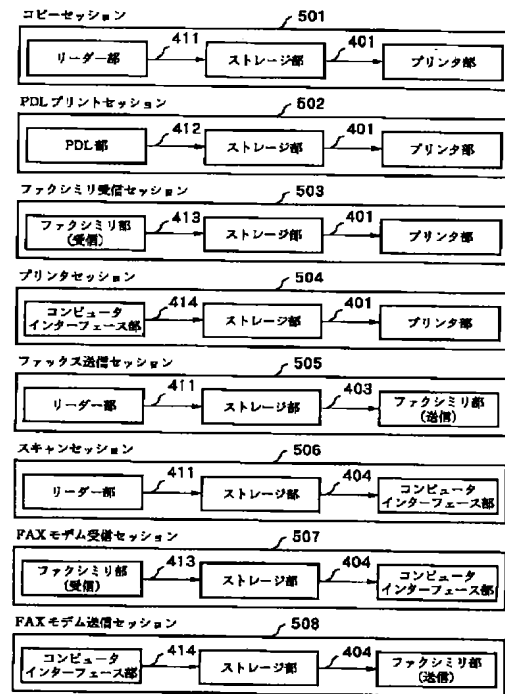 コピーセッション
501
リーダー部
411
ストレージ部
401
プリンタ部
PDLプリントセッション
502
PDL部
412
ストレージ部
401
プリンタ部
ファクシミリ受信セッション
503
ファクシミリ部
(受信)
413
ストレージ部
401
プリンタ部
プリンタセッション
504
コンピュータ
インターフェース部
414
ストレージ部
401
プリンタ部
ファックス送信セッション
505
リーダー部
411
ストレージ部
403
ファクシミリ部
(送信)
スキャンセッション
506
リーダー部
411
ストレージ部
404
コンピュータ
インターフェース部
FAXモデム受信セッション
507
ファクシミリ部
(受信)
413
ストレージ部
404
コンピュータ
インターフェース部
FAXモデム送信セッション
508
コンピュータ
インターフェース部
414
ストレージ部
404
ファクシミリ部
(送信)